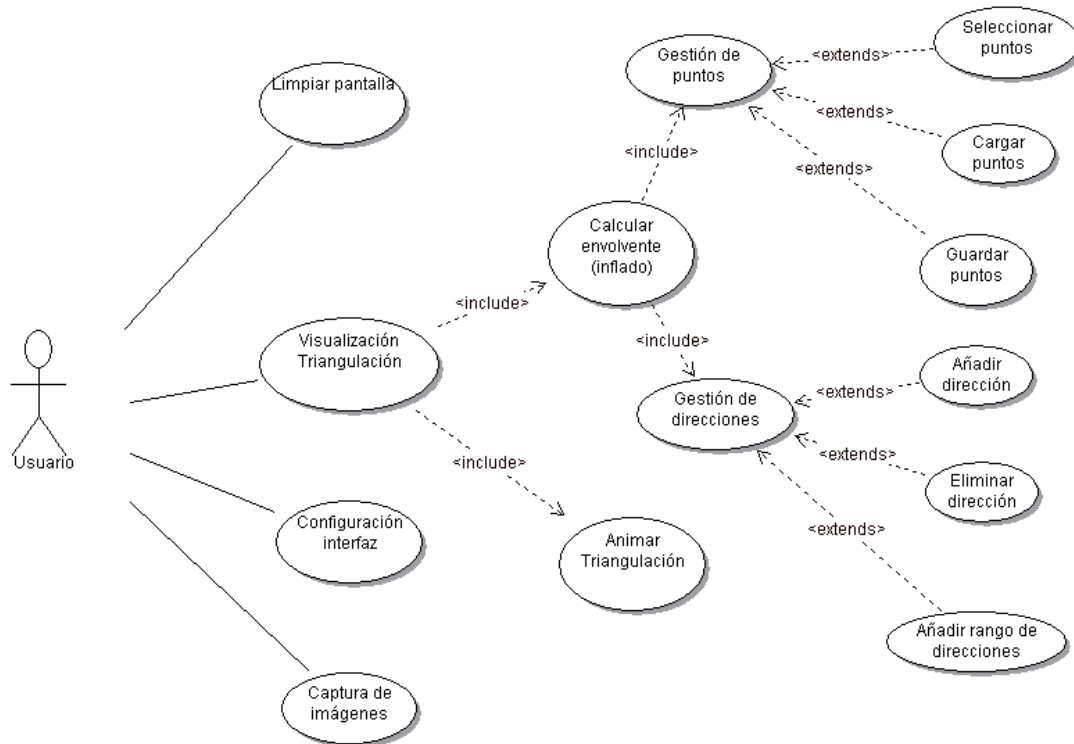 Seleccionar
puntos
<extends>
Gestión de
puntos
Limpiar pantalla
<extends>
Cargar
puntos
<include>
<extends>
Calcular
envolvente
(inflado)
Guardar
puntos
<include>
Visualización
Triangulación
<include>
Añadir
dirección
<extends>
Gestión de
direcciones
Usuario
<include>
<extends>
Eliminar
dirección
Configuración
interfaz
<extends>
Animar
Triangulación
Añadir rango de
direcciones
Captura de
imágenes